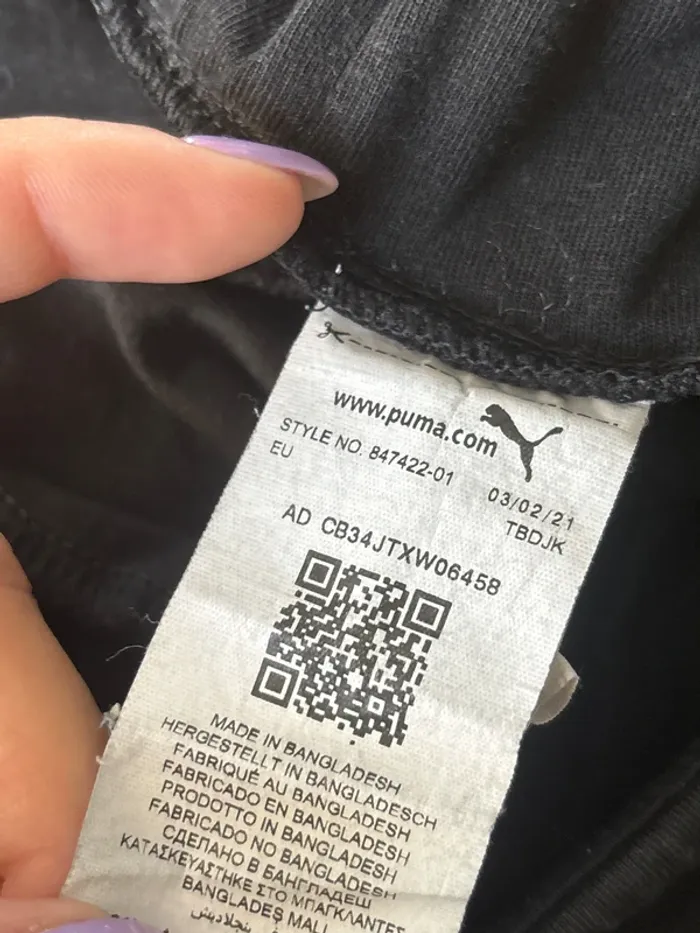 www.puma.com
STYLE NO. 847422-01
EU
03/02/21
TBDJK
AD CB34JTXW06458
MADE IN BANGLADESH
HERGESTELLT IN BANGLADESCH
FABRIQUÉ AU BANGLADESH
FABRICADO EN BANGLADESH
PRODOTTO IN BANGLADESH
FABRICADO NO BANGLADESH
СДЕЛАНО В БАНГЛАДЕШ
ΚΑΤΑΣΚΕΥΑΣΤΗΚΕ ΣΤΟ ΜΠΑΓΚΛΑΝΤΕΣ
BANGLADEŞ MALI